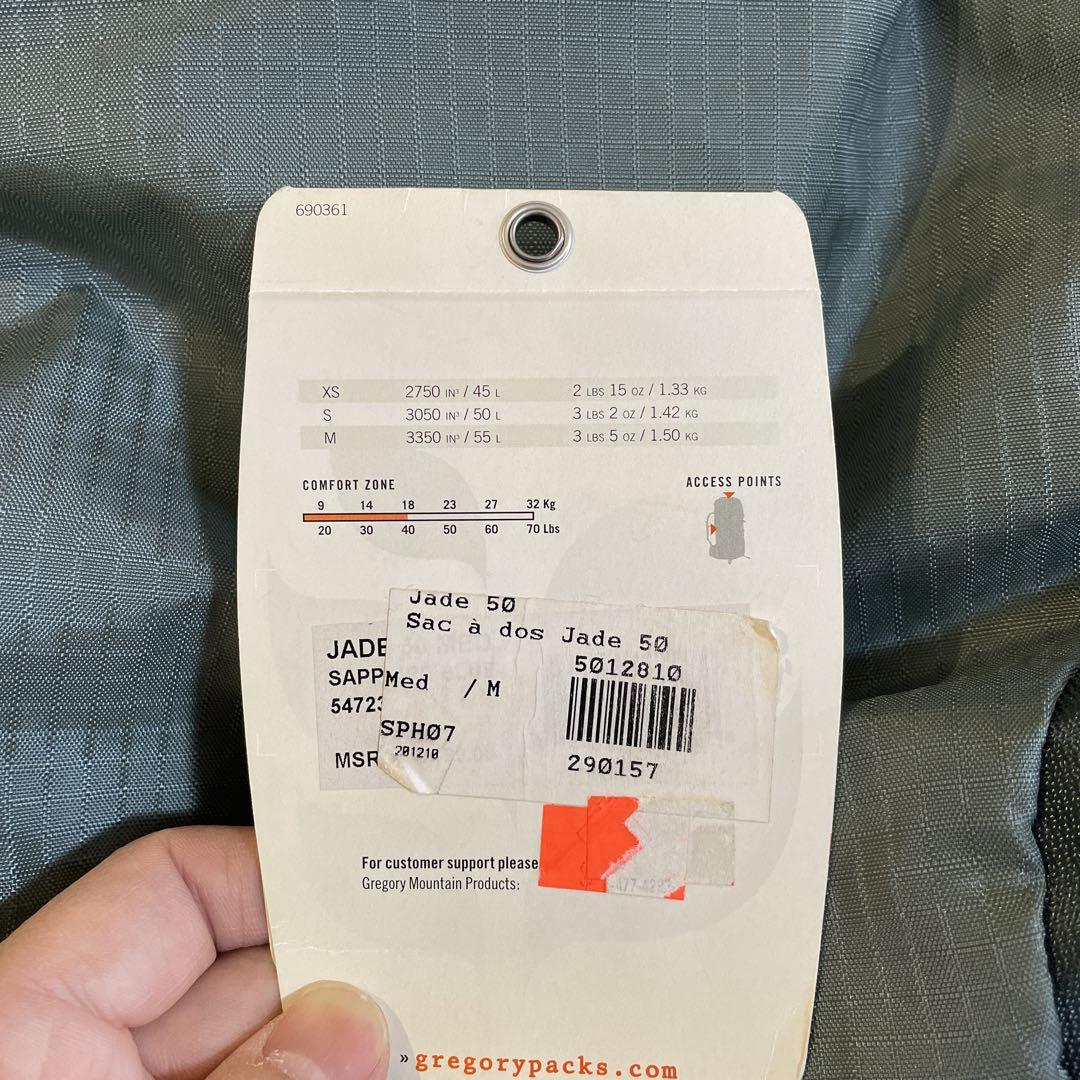 690361
XS 2750 IN³ / 45 L 2 LBS 15 OZ / 1.33 KG
S 3050 IN³ / 50 L 3 LBS 2 OZ / 1.42 KG
M 3350 IN³ / 55 L 3 LBS 5 OZ / 1.50 KG
COMFORT ZONE
9 14 18 23 27 32 Kg
20 30 40 50 60 70 Lbs
ACCESS POINTS
Jade 50
Sac à dos Jade 50
5012810
Med / M
SPH07
201210
290157
JADE
SAPP
5472
MSR
For customer support please
Gregory Mountain Products:
» gregorypacks.com